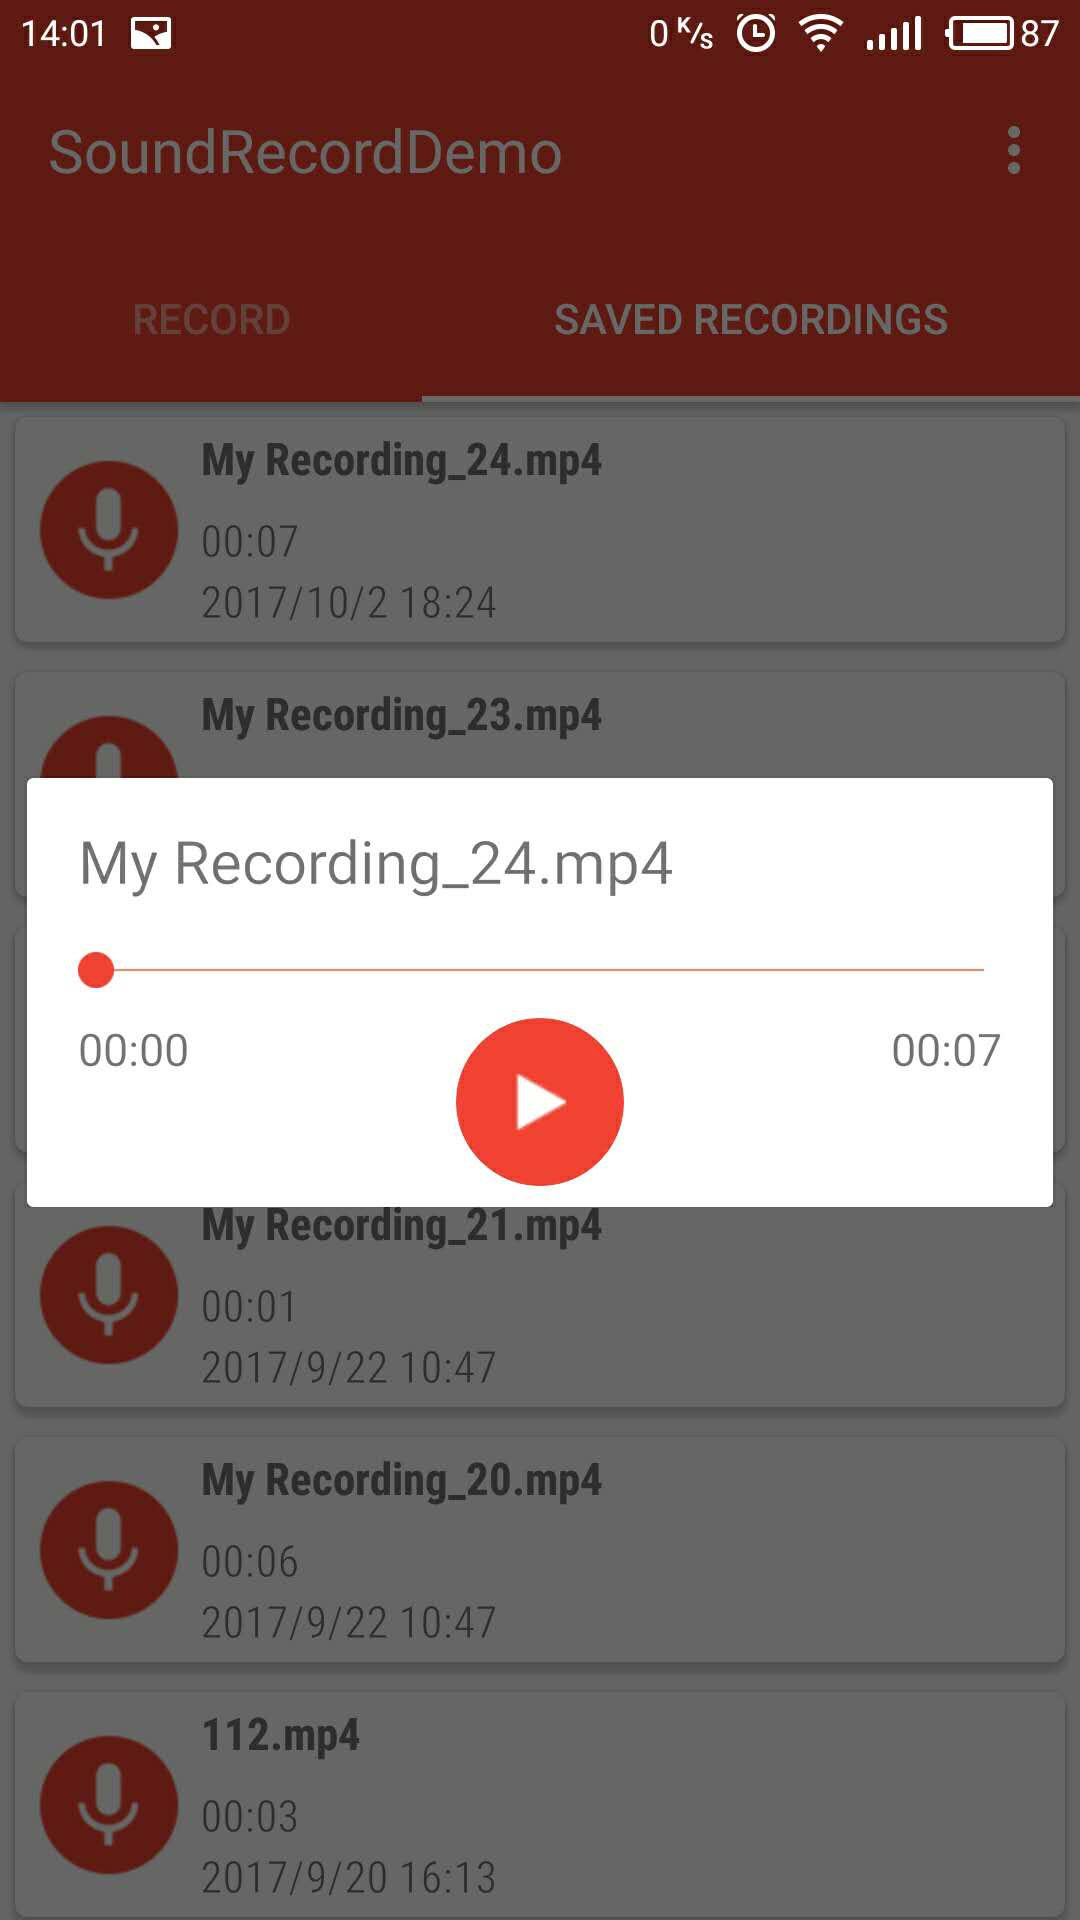 14:01 0 K/s 87
SoundRecordDemo
RECORD SAVED RECORDINGS
My Recording_24.mp4
00:07
2017/10/2 18:24
My Recording_23.mp4
My Recording_24.mp4
00:00 00:07
My Recording_21.mp4
00:01
2017/9/22 10:47
My Recording_20.mp4
00:06
2017/9/22 10:47
112.mp4
00:03
2017/9/20 16:13